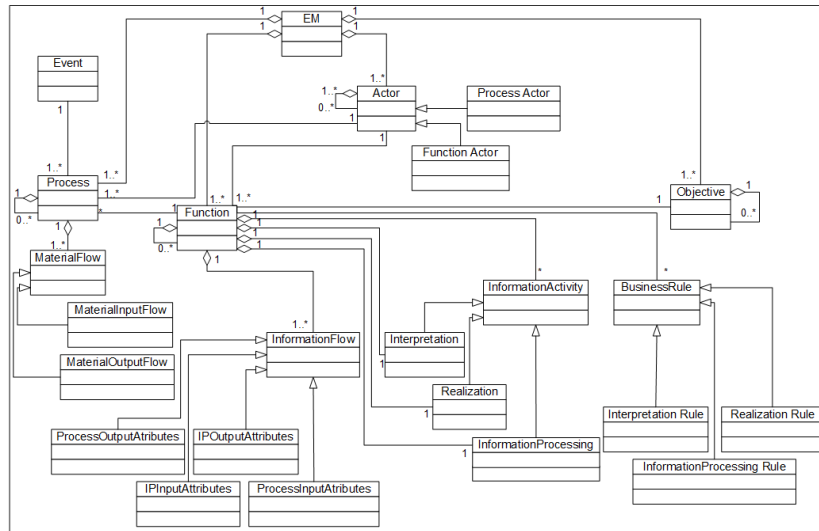 1 EM 1
1 1
Event
1
1..*
1..* Actor
0..*
1 1
Process Actor
Function Actor
1..*
1..*
1..*
1 Process
0..* *
1
1..*
1..* 1..*
1 Function
1
0..*
1
1
1
1
1
1..*
1 Objective 1
0..*
MaterialFlow
MaterialInputFlow
MaterialOutputFlow
*
InformationActivity
*
BusinessRule
1..*
InformationFlow
Interpretation
1
Realization
1
ProcessOutputAtributes
IPOutputAttributes
InformationProcessing
1
Interpretation Rule
Realization Rule
IPInputAttributes
ProcessInputAtributes
InformationProcessing Rule